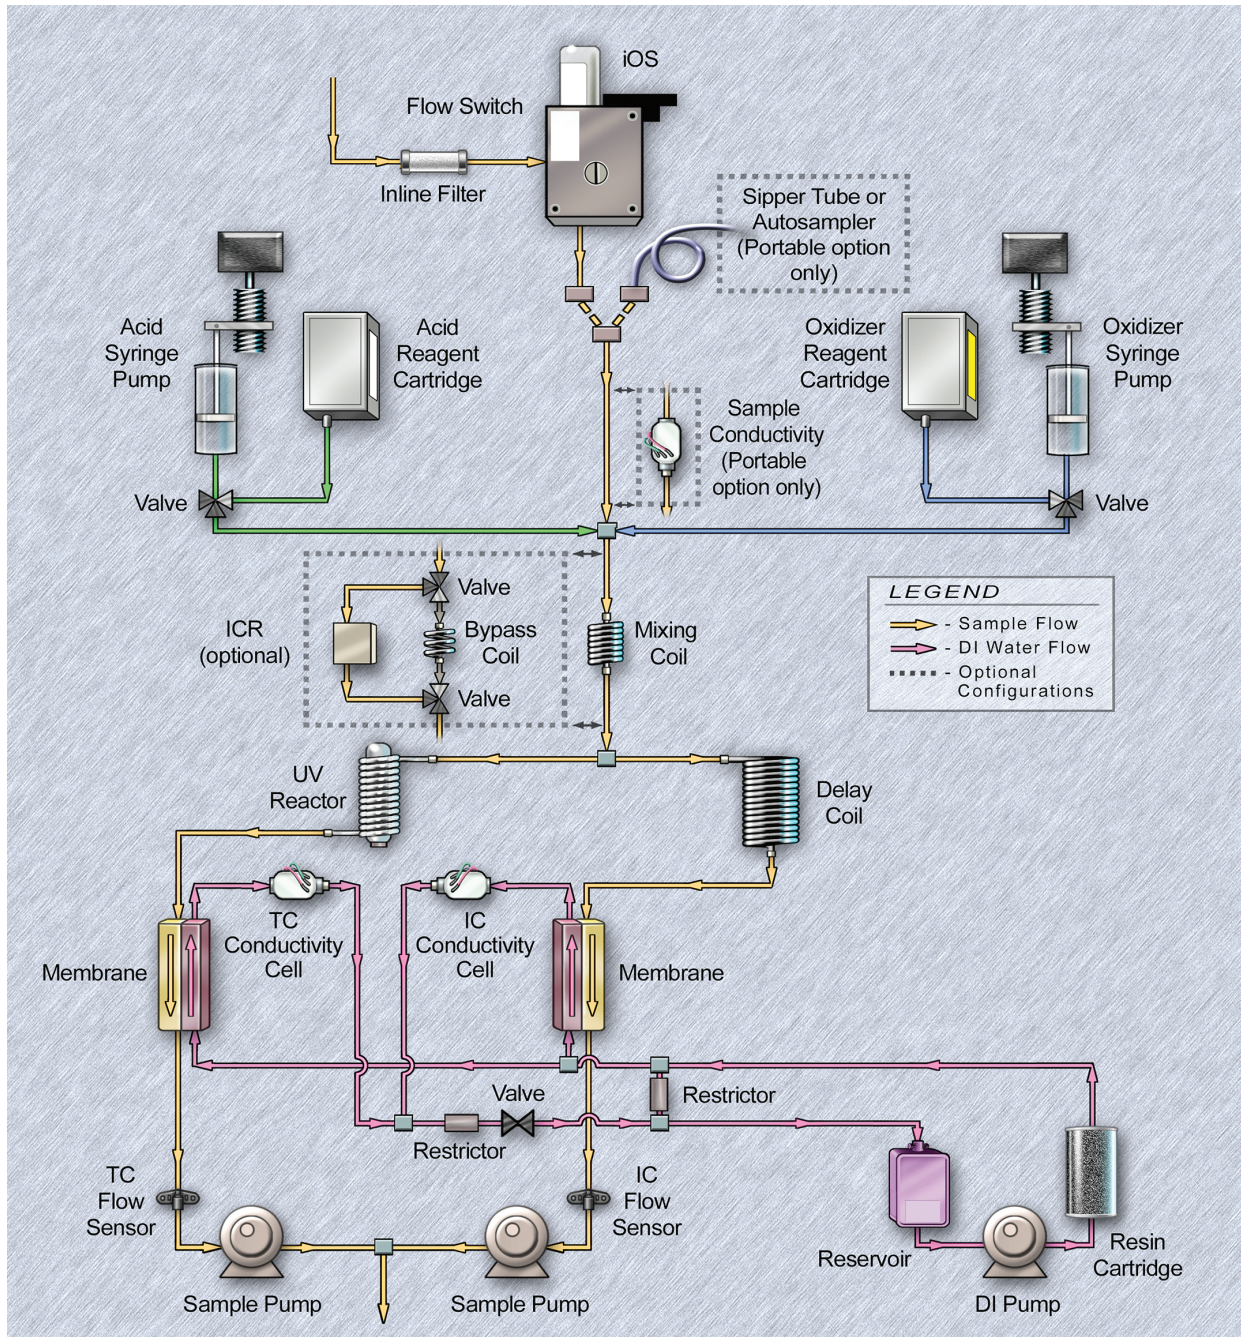 iOS
Flow Switch
Inline Filter
Sipper Tube or
Autosampler
(Portable option
only)
Acid
Syringe
Pump
Acid
Reagent
Cartridge
Oxidizer
Reagent
Cartridge
Oxidizer
Syringe
Pump
Sample
Conductivity
(Portable
option only)
Valve
Valve
Valve
ICR
(optional)
Bypass
Coil
Mixing
Coil
Valve
LEGEND
- Sample Flow
- DI Water Flow
- Optional
Configurations
UV
Reactor
Delay
Coil
TC
Conductivity
Cell
IC
Conductivity
Cell
Membrane
Membrane
Valve
Restrictor
Restrictor
TC
Flow
Sensor
IC
Flow
Sensor
Reservoir
Resin
Cartridge
Sample Pump
Sample Pump
DI Pump